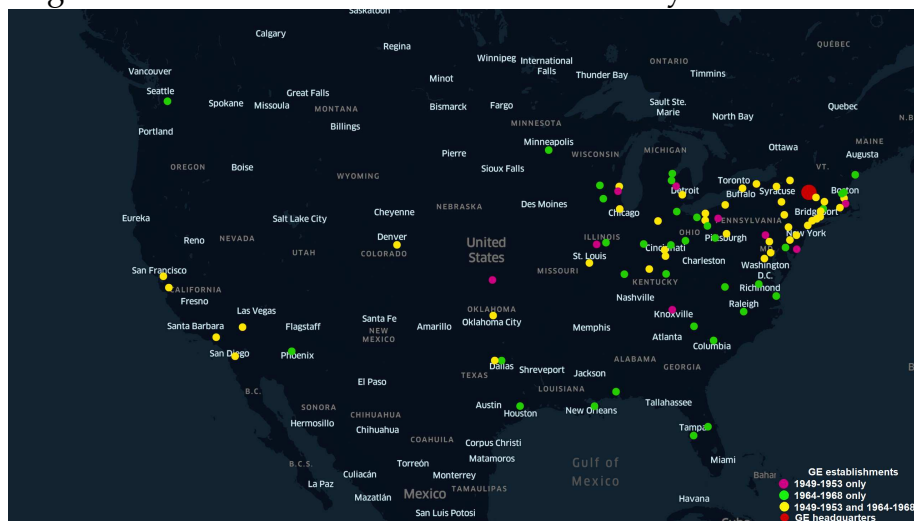 Saskatoon
Calgary
Regina
QUÉBEC
Winnipeg
International
Falls
ONTARIO
Vancouver
Thunder Bay
Timmins
Minot
Seattle
Great Falls
Spokane
Missoula
MONTANA
Bismarck
Fargo
Sault Ste.
Marie
Quebec
North Bay
N.B
Billings
MINNESOTA
Portland
Minneapolis
MAINE
Ottawa
Pierre
WISCONSIN
MICHIGAN
VT.
Augusta
OREGON
Boise
Sioux Falls
WYOMING
Toronto
Buffalo
Syracuse
Detroit
Boston
NEBRASKA
Des Moines
Chicago
Bridgeport
Eureka
Salt Lake City
Cheyenne
PENNSYLVANIA
Reno
NEVADA
Denver
United
States
ILLINOIS
OHIO
Pittsburgh
New York
UTAH
COLORADO
Cincinnati
St. Louis
Charleston
Washington
D.C.
San Francisco
MISSOURI
KENTUCKY
Richmond
CALIFORNIA
Fresno
Nashville
Raleigh
Las Vegas
OKLAHOMA
Knoxville
Santa Barbara
Flagstaff
Santa Fe
Amarillo
Oklahoma City
Memphis
NEW
MEXICO
Atlanta
Columbia
San Diego
Phoenix
Dallas
Shreveport
Jackson
ALABAMA
GEORGIA
TEXAS
El Paso
LOUISIANA
B.C.
Austin
Houston
New Orleans
Tallahassee
SONORA
Hermosillo
CHIHUAHUA
Chihuahua
Tampa
COAHUILA
Corpus Christi
Matamoros
B.C.S.
Torreón
Monterrey
Gulf of
Mexico
Miami
Culiacán
La Paz
Mazatlán
Mexico
TAMAULIPAS
Havana
San Luis Potosi
GE establishments
1949-1953 only
1964-1968 only
1949-1953 and 1964-1968
GE headquarters